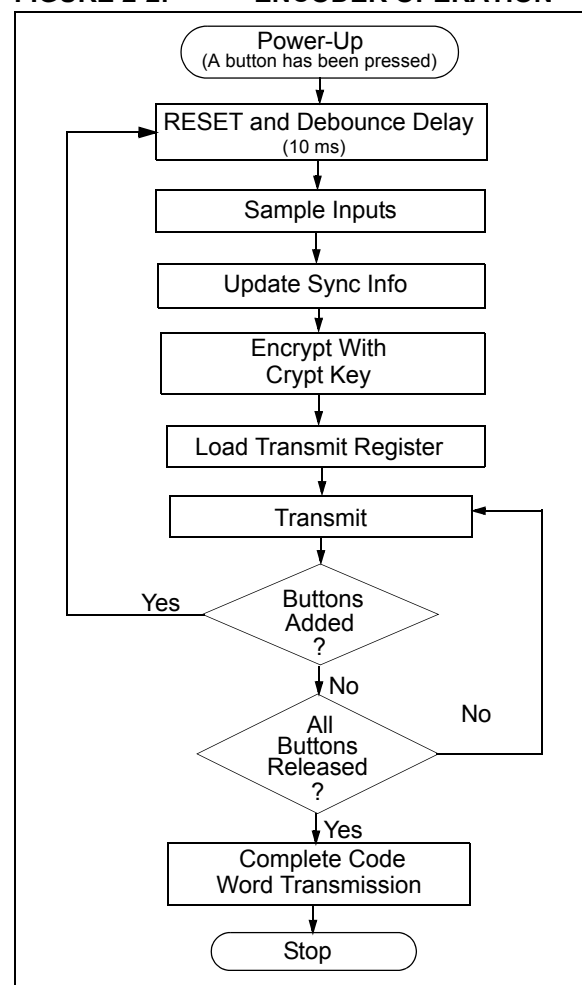 Power-Up
(A button has been pressed)
RESET and Debounce Delay
(10 ms)
Sample Inputs
Update Sync Info
Encrypt With
Crypt Key
Load Transmit Register
Transmit
Yes
Buttons
Added
?
No
All
Buttons
Released
?
No
Yes
Complete Code
Word Transmission
Stop